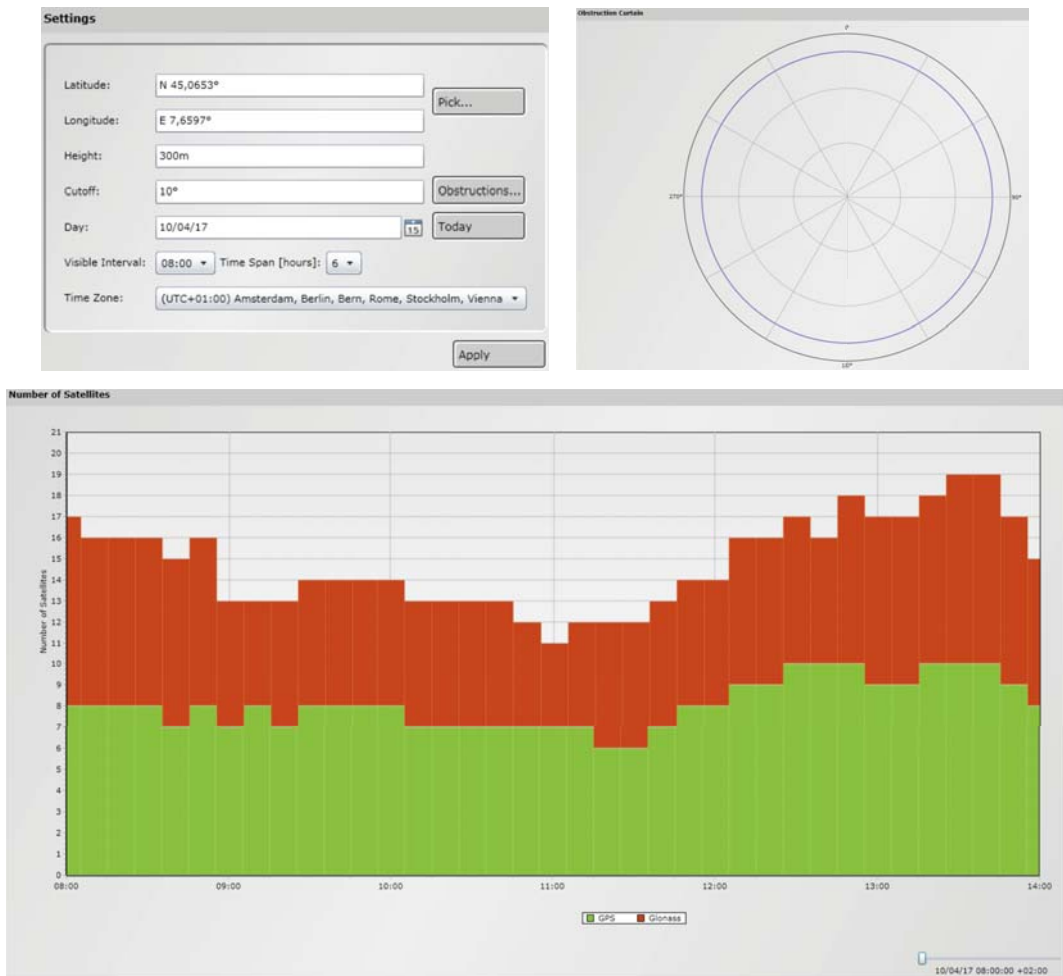 Settings
Latitude: N 45,0653°
Pick...
Longitude: E 7,6597°
Height: 300m
Cutoff: 10° Obstructions...
Day: 10/04/17 15 Today
Visible Interval: 08:00 Time Span [hours]: 6
Time Zone: (UTC+01:00) Amsterdam, Berlin, Bern, Rome, Stockholm, Vienna
Apply
Obstruction Curtain
0°
270° 90°
Number of Satellites
Number of Satellites
21
20
19
18
17
16
15
14
13
12
11
10
9
8
7
6
5
4
3
2
1
0
08:00 09:00 10:00 11:00 12:00 13:00 14:00
GPS Glonass
10/04/17 08:00:00 +02:00